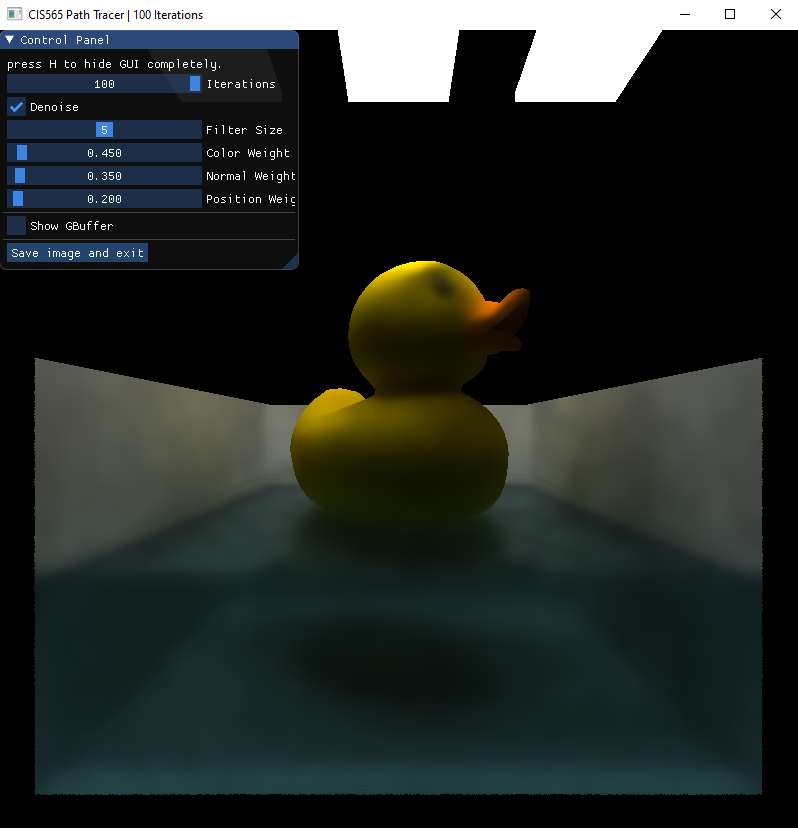 CIS565 Path Tracer | 100 Iterations
Control Panel
press H to hide GUI completely.
100 Iterations
Denoise
5 Filter Size
0.450 Color Weight
0.350 Normal Weight
0.200 Position Weig
Show GBuffer
Save image and exit